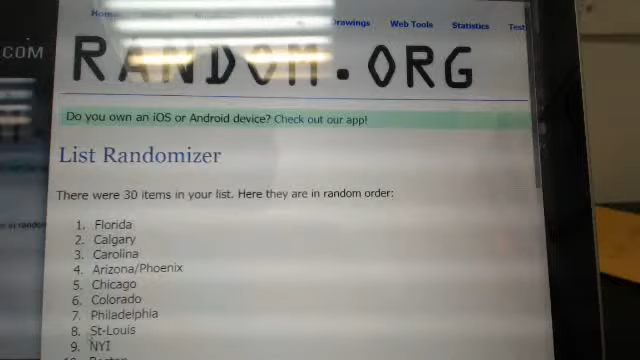 .COM
Drawings Web Tools Statistics
RANDOM.ORG
Do you own an iOS or Android device? Check out our app!
List Randomizer
There were 30 items in your list. Here they are in random order:
1. Florida
2. Calgary
3. Carolina
4. Arizona/Phoenix
5. Chicago
6. Colorado
7. Philadelphia
8. St-Louis
9. NYI